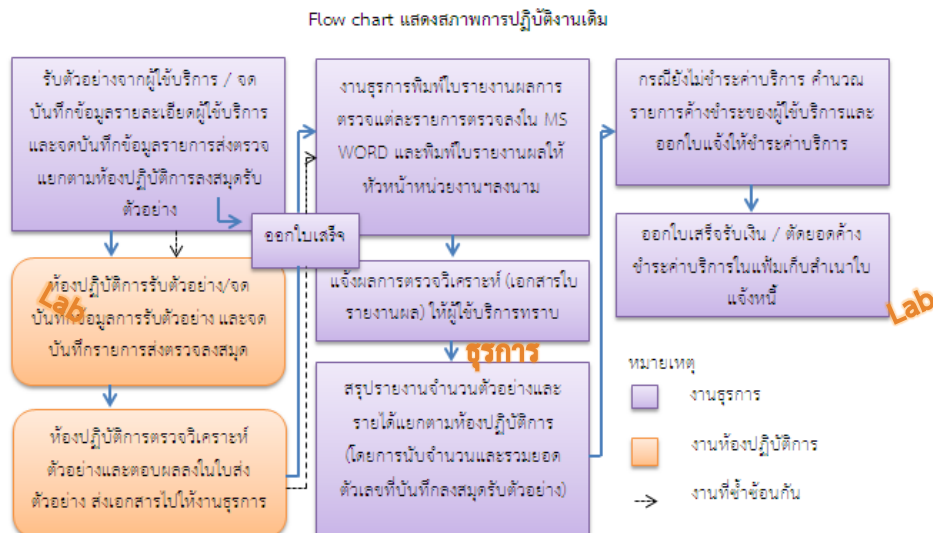 Flow chart แสดงสภาพการปฏิบัติงานเดิม
รับตัวอย่างจากผู้ใช้บริการ / จด
บันทึกข้อมูลรายละเอียดผู้ใช้บริการ
และจดบันทึกข้อมูลรายการส่งตรวจ
แยกตามห้องปฏิบัติการลงสมุดรับ
ตัวอย่าง
ออกใบเสร็จ
ห้องปฏิบัติการรับตัวอย่าง/จด
บันทึกข้อมูลการรับตัวอย่าง และจด
บันทึกรายการส่งตรวจลงสมุด
Lab
ห้องปฏิบัติการตรวจวิเคราะห์
ตัวอย่างและตอบผลลงในใบส่ง
ตัวอย่าง ส่งเอกสารไปให้งานธุรการ
งานธุรการพิมพ์ใบรายงานผลการ
ตรวจแต่ละรายการตรวจลงใน MS
WORD และพิมพ์ใบรายงานผลให้
หัวหน้าหน่วยงานฯลงนาม
แจ้งผลการตรวจวิเคราะห์ (เอกสารใบ
รายงานผล) ให้ผู้ใช้บริการทราบ
ธุรการ
สรุปรายงานจำนวนตัวอย่างและ
รายได้แยกตามห้องปฏิบัติการ
(โดยการนับจำนวนและรวมยอด
ตัวเลขที่บันทึกลงสมุดรับตัวอย่าง)
กรณียังไม่ชำระค่าบริการ คำนวณ
รายการค้างชำระของผู้ใช้บริการและ
ออกใบแจ้งให้ชำระค่าบริการ
ออกใบเสร็จรับเงิน / ตัดยอดค้าง
ชำระค่าบริการในแฟ้มเก็บสำเนาใบ
แจ้งหนี้
Lab
หมายเหตุ
งานธุรการ
งานห้องปฏิบัติการ
งานที่ซ้ำซ้อนกัน